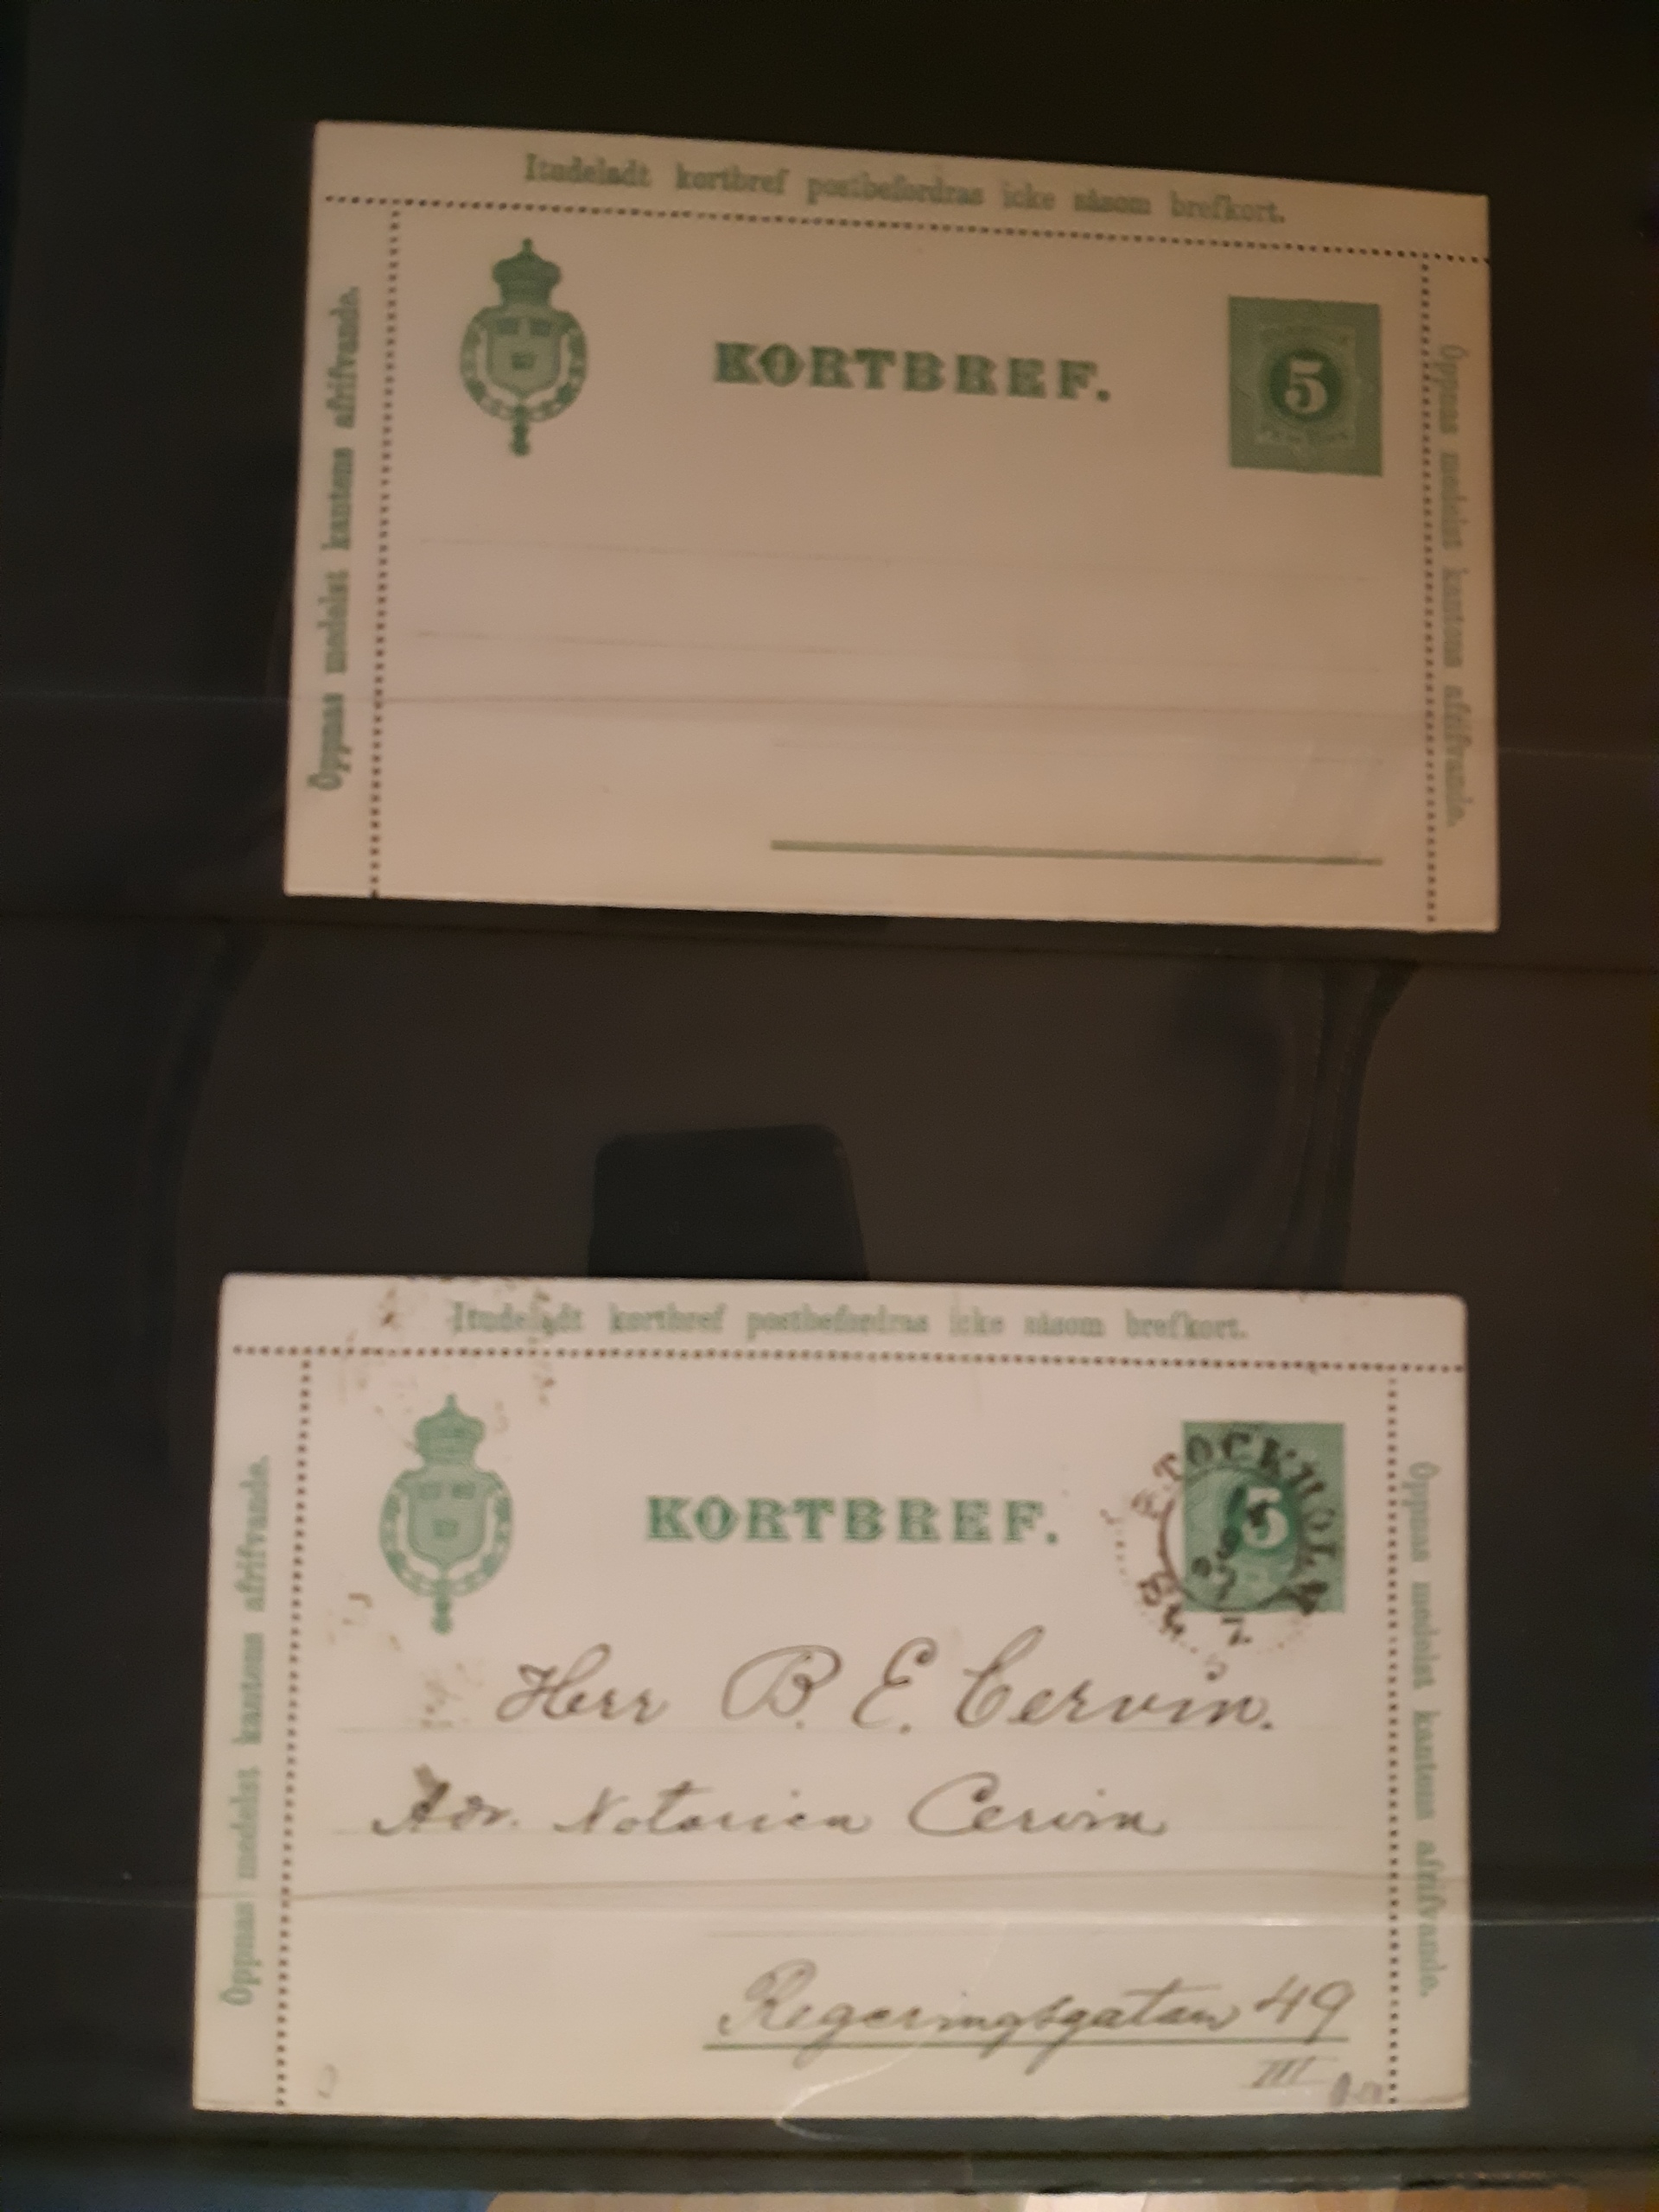 Itudeladt kortbref postbefordras icke såsom brefkort.
Öppnas medelst kantens afrifvande.
KORTBREF.
5
Öppnas medelst kantens afrifvande.
Itudeladt kortbref postbefordras icke såsom brefkort.
Öppnas medelst kantens afrifvande.
KORTBREF.
5
STOCKHOLM
Öppnas medelst kantens afrifvande.
Herr B. E. Cervin.
Adr. Notarien Cervin
Regeringsgatan 49
III